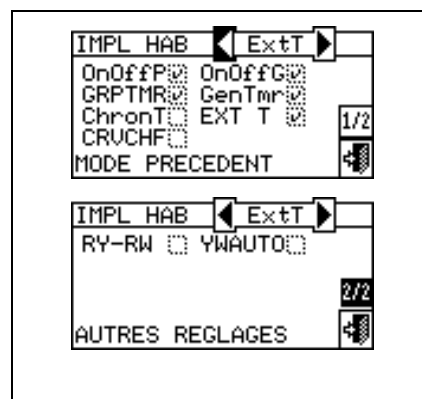 IMPL HAB ExtT
OnOffP OnOffG
GRPTMR GenTmr
ChronT EXT T
CRVCHF
1/2
MODE PRECEDENT
IMPL HAB ExtT
RY-RW YWAUTO
2/2
AUTRES REGLAGES